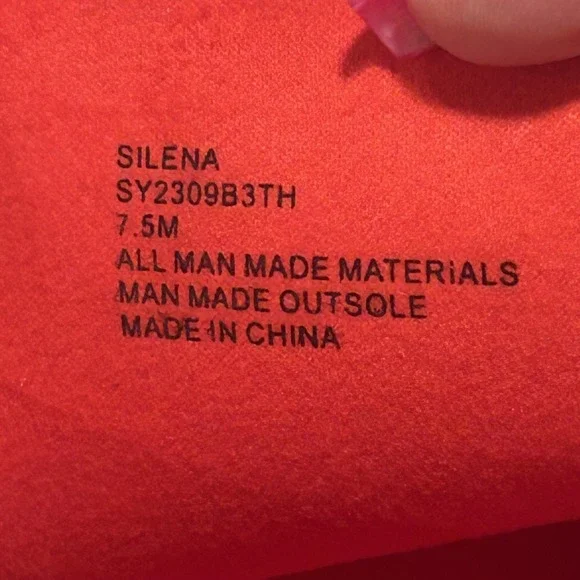 SILENA
SY2309B3TH
7.5M
ALL MAN MADE MATERIALS
MAN MADE OUTSOLE
MADE IN CHINA